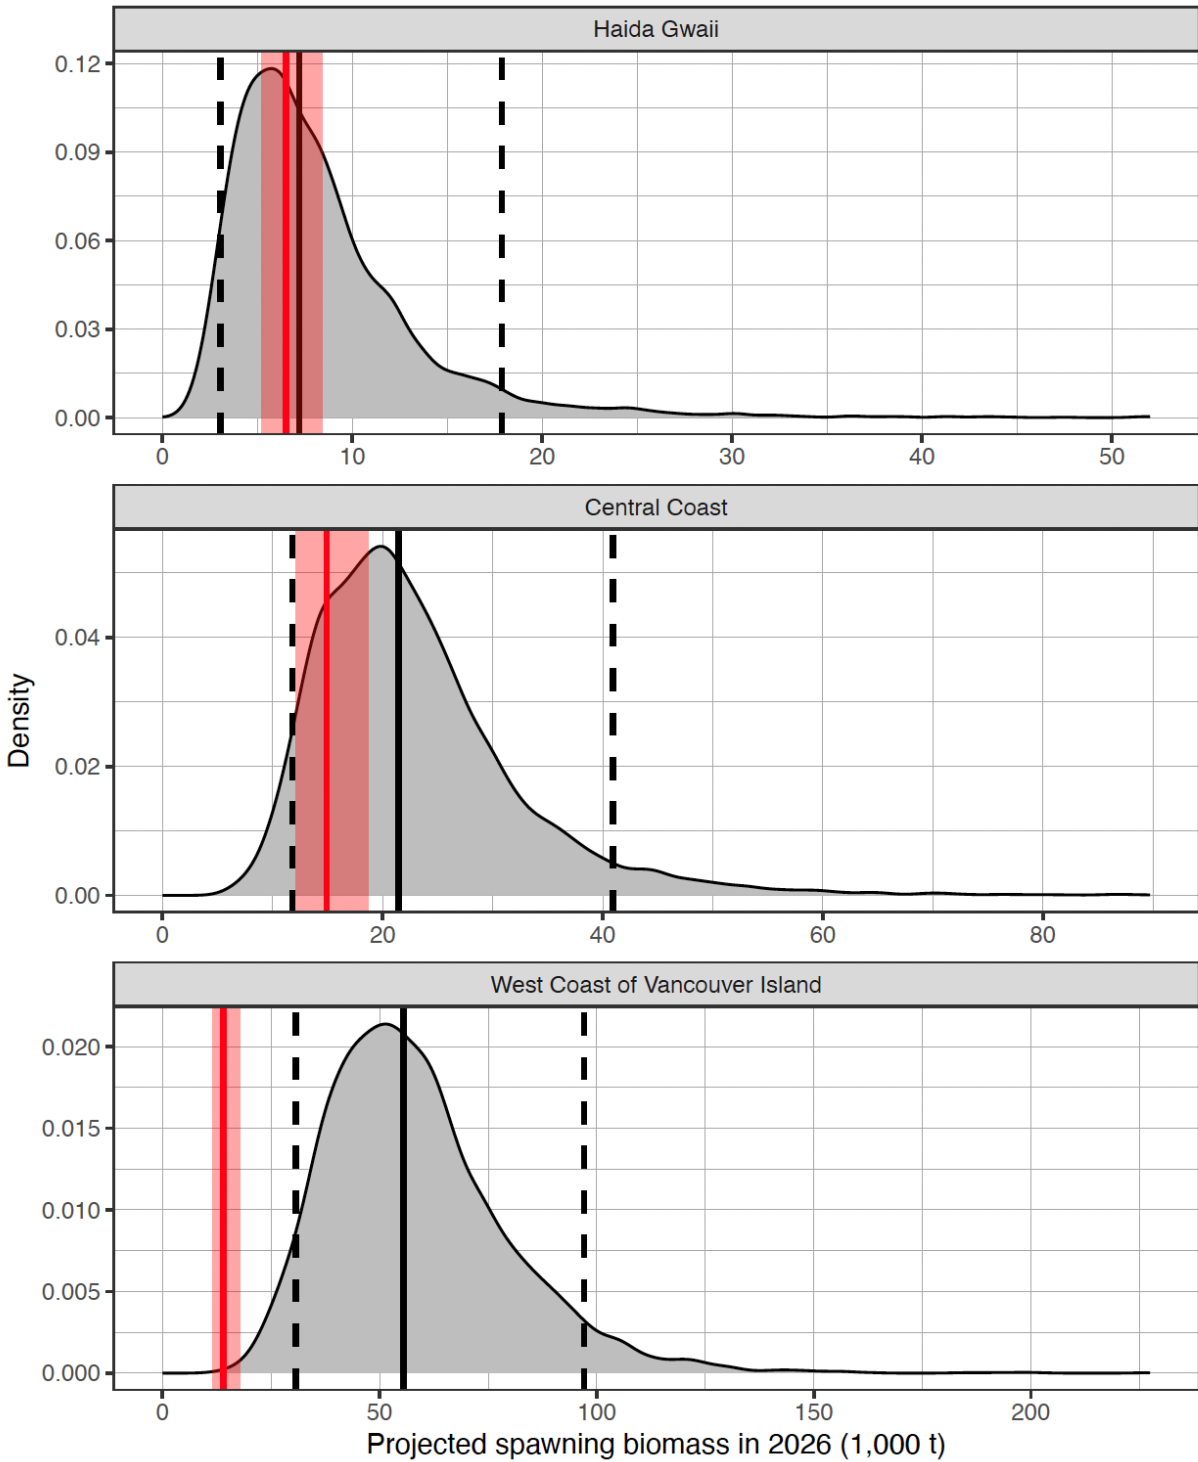 Haida Gwaii
0.12
0.09
0.06
0.03
0.00
0 10 20 30 40 50
Central Coast
0.04
0.02
0.00
0 20 40 60 80
Density
West Coast of Vancouver Island
0.020
0.015
0.010
0.005
0.000
0 50 100 150 200
Projected spawning biomass in 2026 (1,000 t)